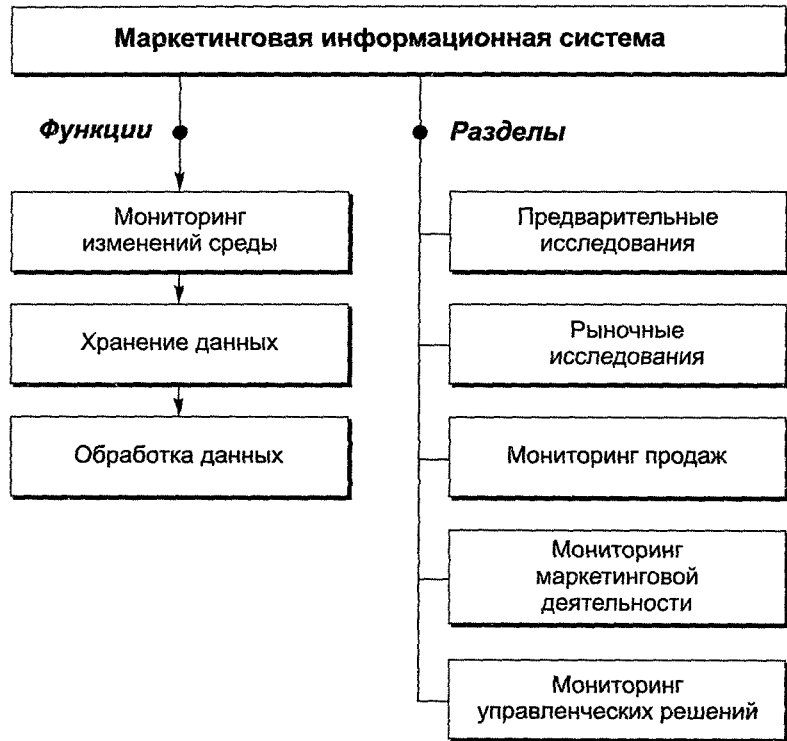 Маркетинговая информационная система
Функции
Разделы
Мониторинг
изменений среды
Хранение данных
Обработка данных
Предварительные
исследования
Рыночные
исследования
Мониторинг продаж
Мониторинг
маркетинговой
деятельности
Мониторинг
управленческих решений